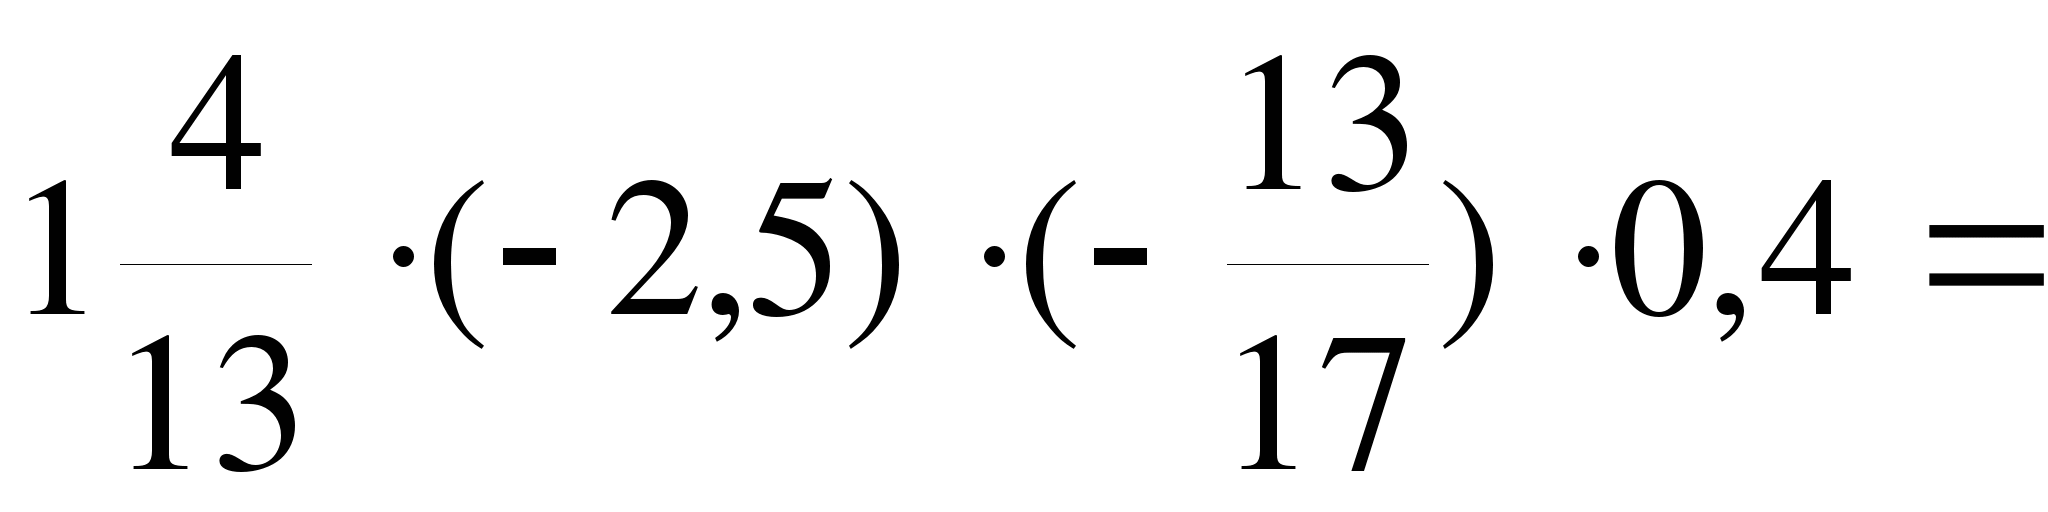 1 4/13 ·(- 2,5) ·(- 13/17) ·0,4 =